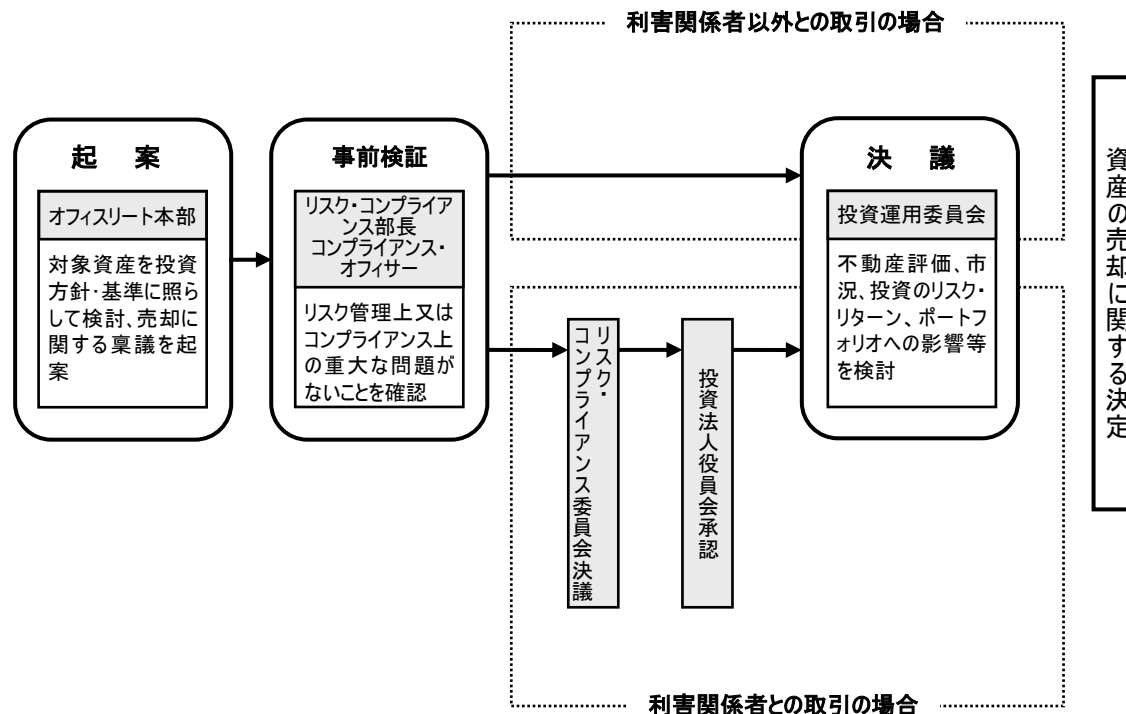 利害関係者以外との取引の場合
起 案
オフィスリート本部
対象資産を投資
方針・基準に照ら
して検討、売却に
関する稟議を起
案
事前検証
リスク・コンプライア
ンス部長
コンプライアンス・
オフィサー
リスク管理上又は
コンプライアンス上
の重大な問題が
ないことを確認
リスク・
コンプライアンス委員会決議
投資法人役員会承認
決 議
投資運用委員会
不動産評価、市
況、投資のリスク・
リターン、ポートフ
ォリオへの影響等
を検討
資産の売却に関する決定
利害関係者との取引の場合